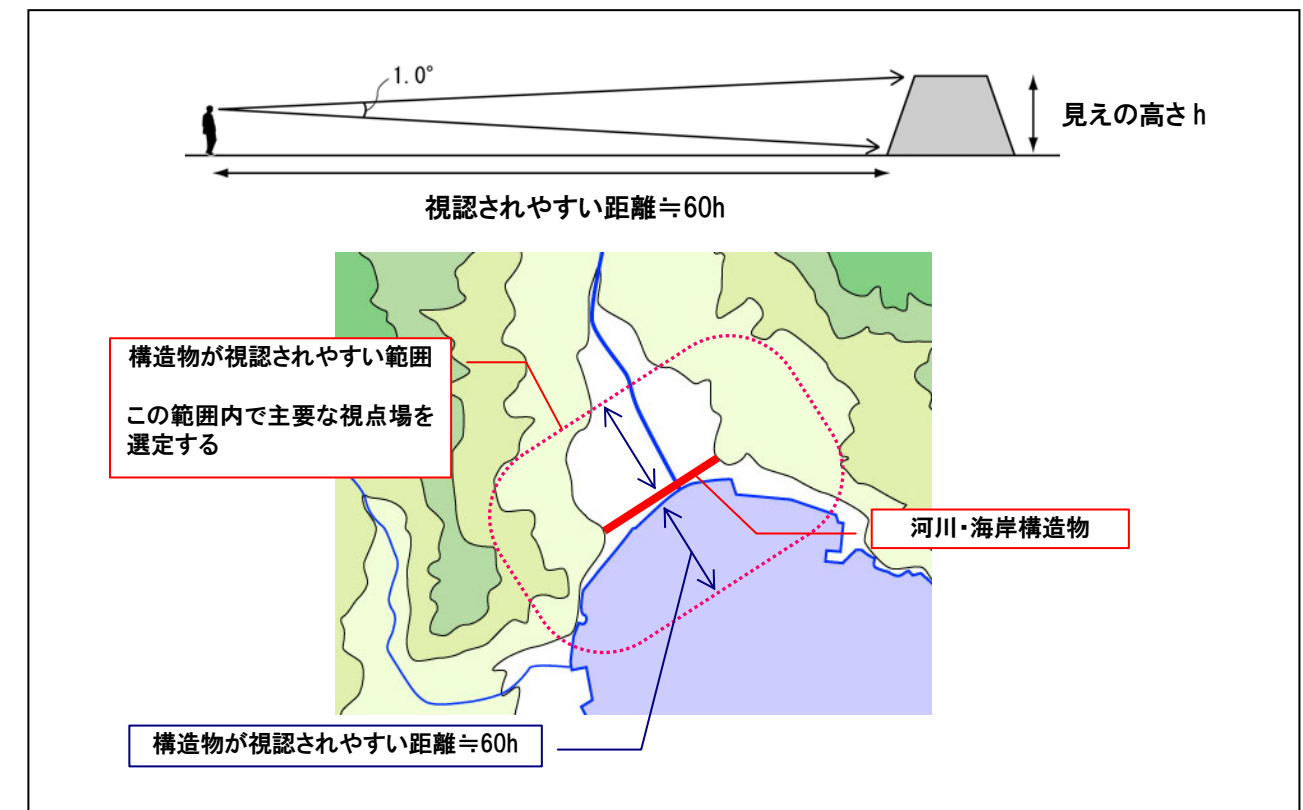 1.0°
見えの高さh
視認されやすい距離≒60h
構造物が視認されやすい範囲
この範囲内で主要な視点場を
選定する
河川・海岸構造物
構造物が視認されやすい距離≒60h